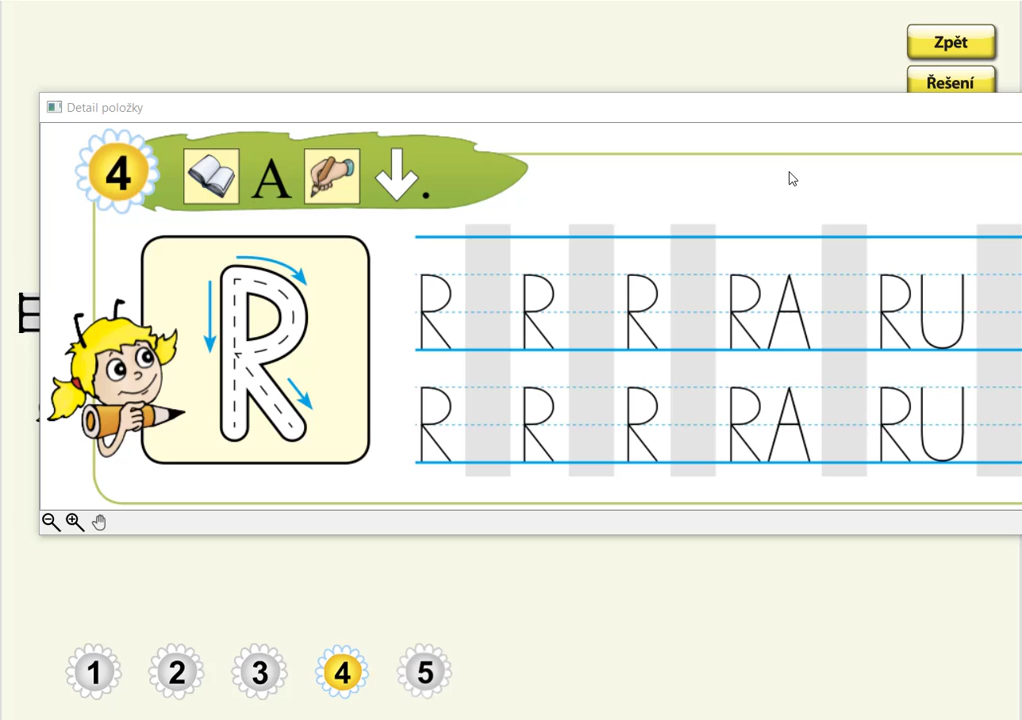 Zpět
Řešení
Detail položky
4 A .
R
R R R RA RU
R R R RA RU
1 2 3 4 5